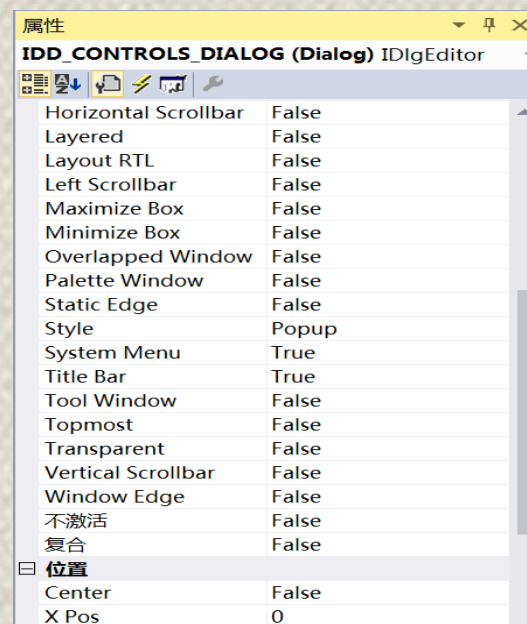 属性
IDD_CONTROLS_DIALOG (Dialog) IDlgEditor
Horizontal Scrollbar False
Layered False
Layout RTL False
Left Scrollbar False
Maximize Box False
Minimize Box False
Overlapped Window False
Palette Window False
Static Edge False
Style Popup
System Menu True
Title Bar True
Tool Window False
Topmost False
Transparent False
Vertical Scrollbar False
Window Edge False
不激活 False
复合 False
位置
Center False
X Pos 0